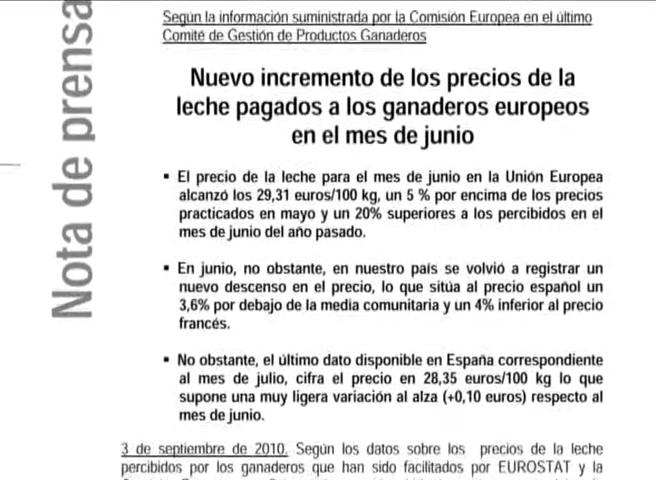 Nota de prensa
Según la información suministrada por la Comisión Europea en el último
Comité de Gestión de Productos Ganaderos
Nuevo incremento de los precios de la
leche pagados a los ganaderos europeos
en el mes de junio
▪ El precio de la leche para el mes de junio en la Unión Europea
alcanzó los 29,31 euros/100 kg, un 5 % por encima de los precios
practicados en mayo y un 20% superiores a los percibidos en el
mes de junio del año pasado.
▪ En junio, no obstante, en nuestro país se volvió a registrar un
nuevo descenso en el precio, lo que sitúa al precio español un
3,6% por debajo de la media comunitaria y un 4% inferior al precio
francés.
▪ No obstante, el último dato disponible en España correspondiente
al mes de julio, cifra el precio en 28,35 euros/100 kg lo que
supone una muy ligera variación al alza (+0,10 euros) respecto al
mes de junio.
3 de septiembre de 2010. Según los datos sobre los precios de la leche
percibidos por los ganaderos que han sido facilitados por EUROSTAT y la